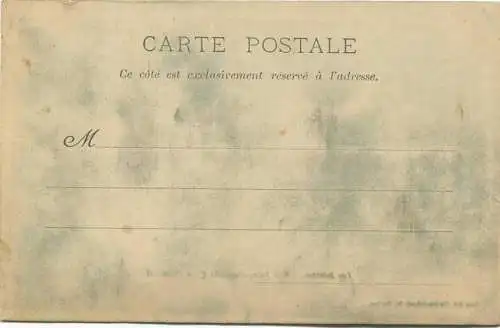 CARTE POSTALE
Ce côté est exclusivement réservé à l'adresse.
M